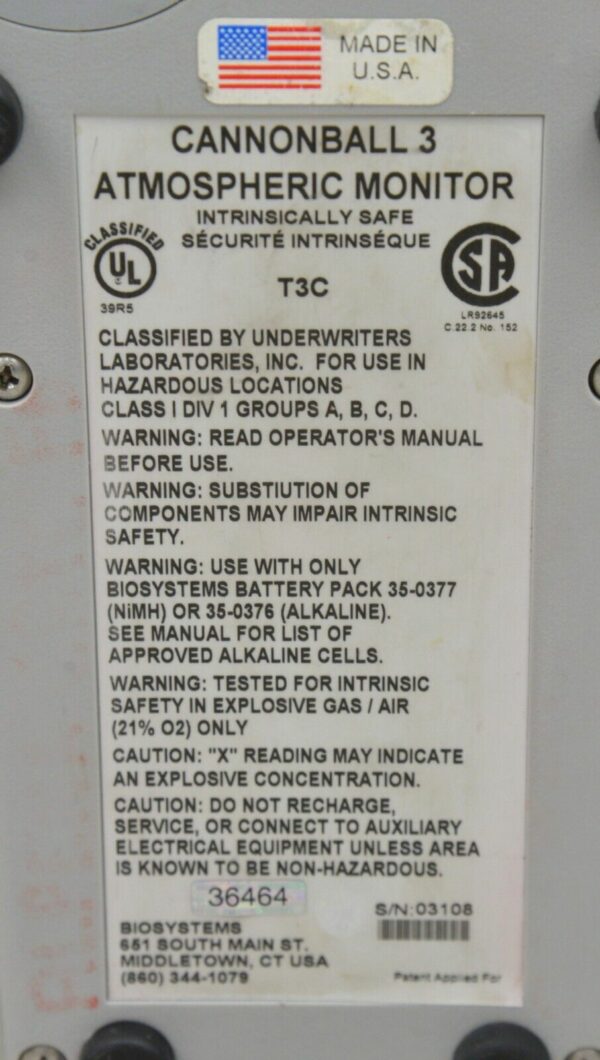 MADE IN
U.S.A.
CANNONBALL 3
ATMOSPHERIC MONITOR
INTRINSICALLY SAFE
SÉCURITÉ INTRINSÉQUE
CLASSIFIED
UL
39R5
T3C
SA
LR92645
C.22.2 No. 152
CLASSIFIED BY UNDERWRITERS
LABORATORIES, INC. FOR USE IN
HAZARDOUS LOCATIONS
CLASS I DIV 1 GROUPS A, B, C, D.
WARNING: READ OPERATOR'S MANUAL
BEFORE USE.
WARNING: SUBSTIUTION OF
COMPONENTS MAY IMPAIR INTRINSIC
SAFETY.
WARNING: USE WITH ONLY
BIOSYSTEMS BATTERY PACK 35-0377
(NiMH) OR 35-0376 (ALKALINE).
SEE MANUAL FOR LIST OF
APPROVED ALKALINE CELLS.
WARNING: TESTED FOR INTRINSIC
SAFETY IN EXPLOSIVE GAS / AIR
(21% O2) ONLY
CAUTION: "X" READING MAY INDICATE
AN EXPLOSIVE CONCENTRATION.
CAUTION: DO NOT RECHARGE,
SERVICE, OR CONNECT TO AUXILIARY
ELECTRICAL EQUIPMENT UNLESS AREA
IS KNOWN TO BE NON-HAZARDOUS.
36464
S/N: 03108
BIOSYSTEMS
651 SOUTH MAIN ST.
MIDDLETOWN, CT USA
(860) 344-1079
Patent Applied For